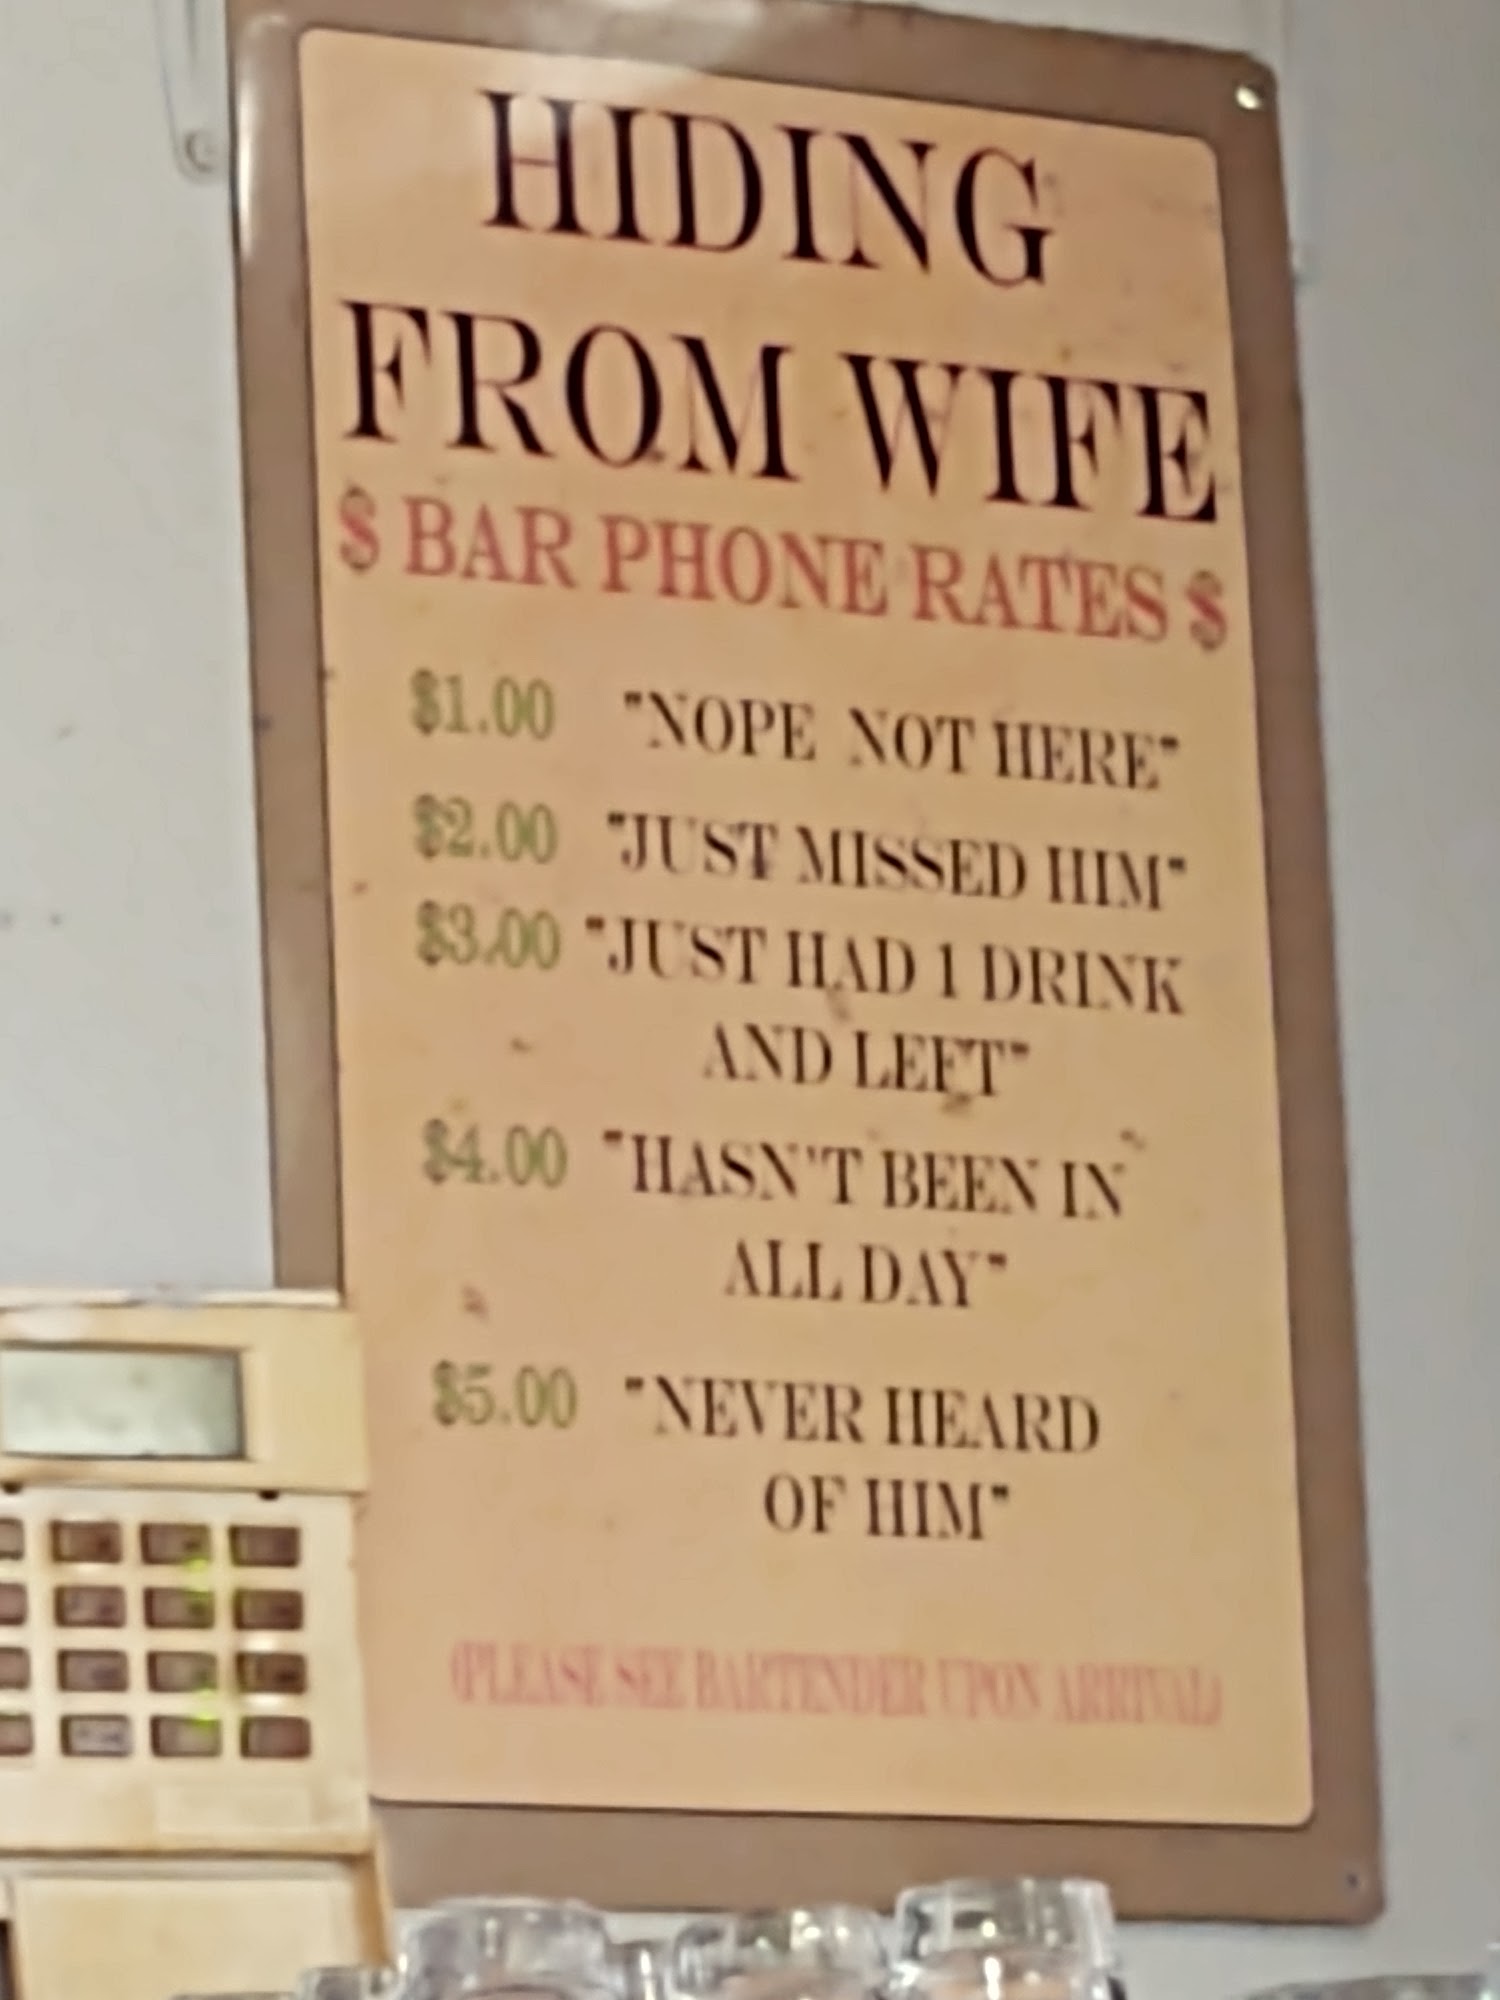 HIDING
FROM WIFE
$ BAR PHONE RATES $
$1.00 "NOPE NOT HERE"
$2.00 "JUST MISSED HIM"
$3.00 "JUST HAD 1 DRINK
AND LEFT"
$4.00 "HASN'T BEEN IN
ALL DAY"
$5.00 "NEVER HEARD
OF HIM"
(PLEASE SEE BARTENDER UPON ARRIVAL)